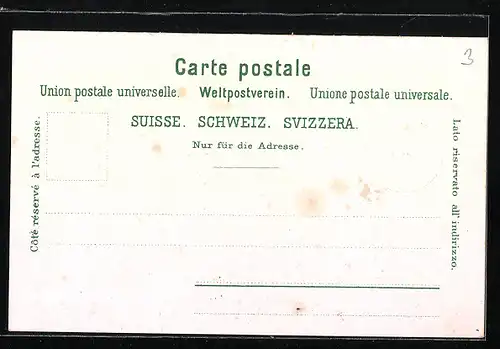 3
Carte postale
Union postale universelle. Weltpostverein. Unione postale universale.
SUISSE. SCHWEIZ. SVIZZERA.
Nur für die Adresse.
Côté réservé à l'adresse.
Lato riservato all' indirizzo.